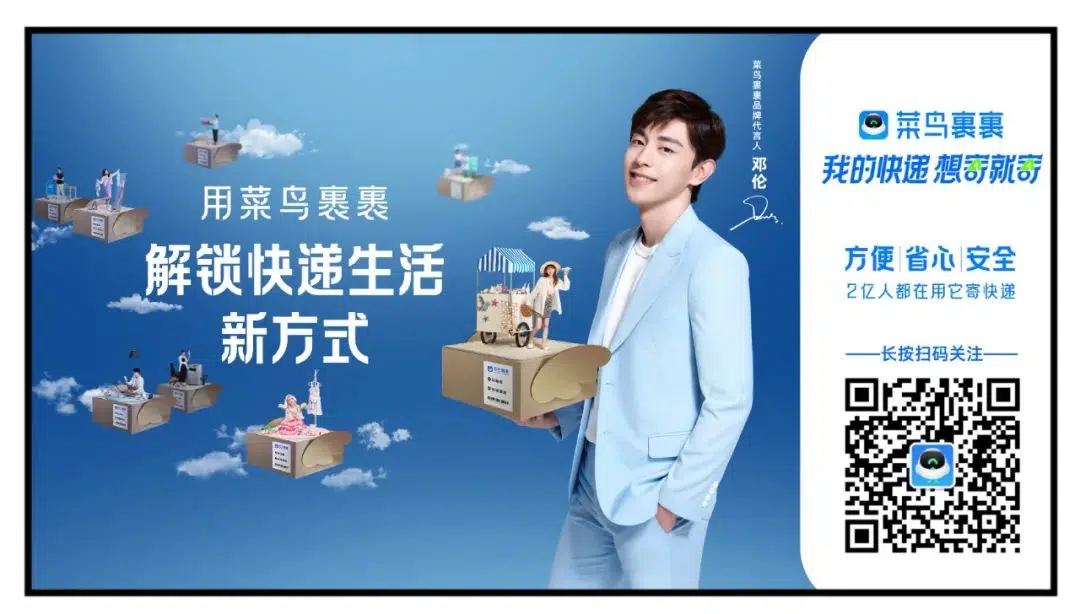 用菜鸟裹裹
解锁快递生活
新方式
菜鸟裹裹品牌代言人 邓伦
菜鸟裹裹
我的快递 想寄就寄
方便|省心|安全
2亿人都在用它寄快递
长按扫码关注